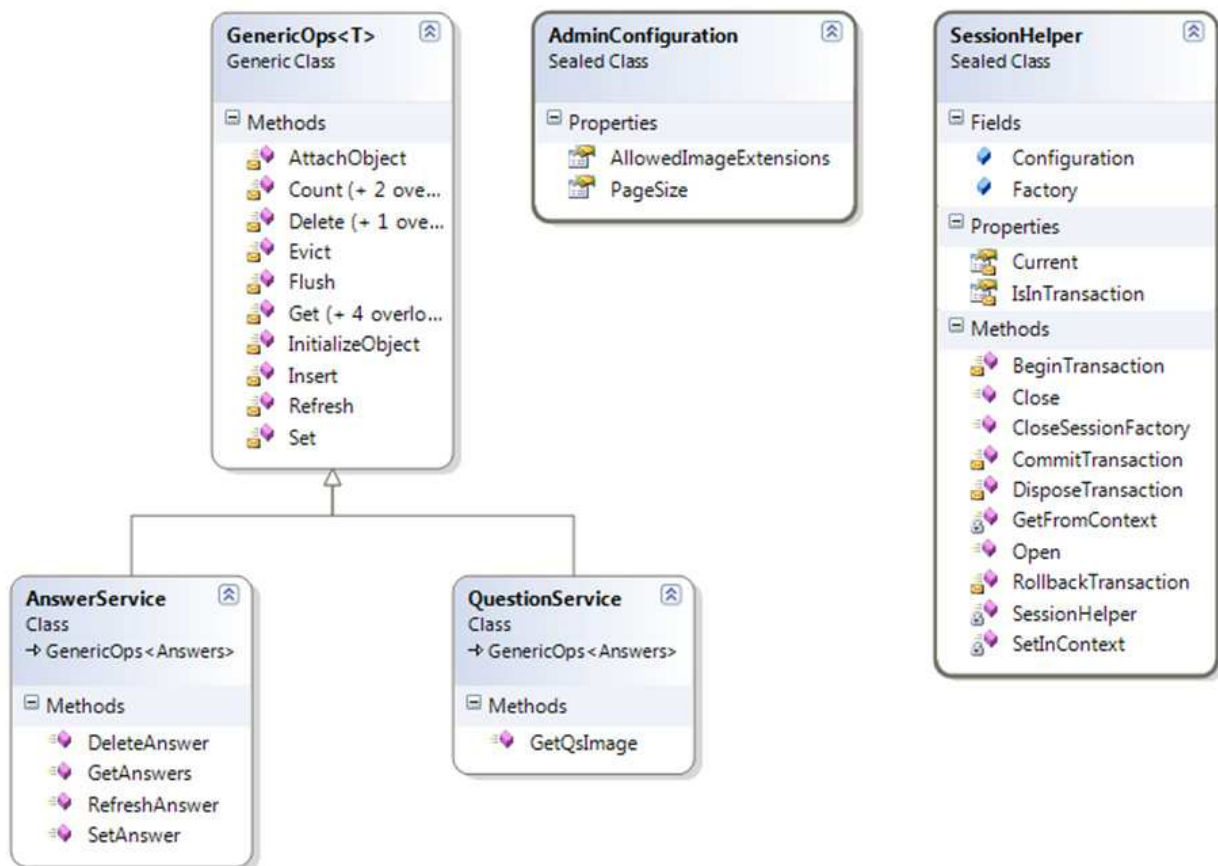 GenericOps<T>
Generic Class
Methods
AttachObject
Count (+ 2 ove...
Delete (+ 1 ove...
Evict
Flush
Get (+ 4 overlo...
InitializeObject
Insert
Refresh
Set
AdminConfiguration
Sealed Class
Properties
AllowedImageExtensions
PageSize
SessionHelper
Sealed Class
Fields
Configuration
Factory
Properties
Current
IsInTransaction
Methods
BeginTransaction
Close
CloseSessionFactory
CommitTransaction
DisposeTransaction
GetFromContext
Open
RollbackTransaction
SessionHelper
SetInContext
AnswerService
Class
GenericOps<Answers>
Methods
DeleteAnswer
GetAnswers
RefreshAnswer
SetAnswer
QuestionService
Class
GenericOps<Answers>
Methods
GetQsImage